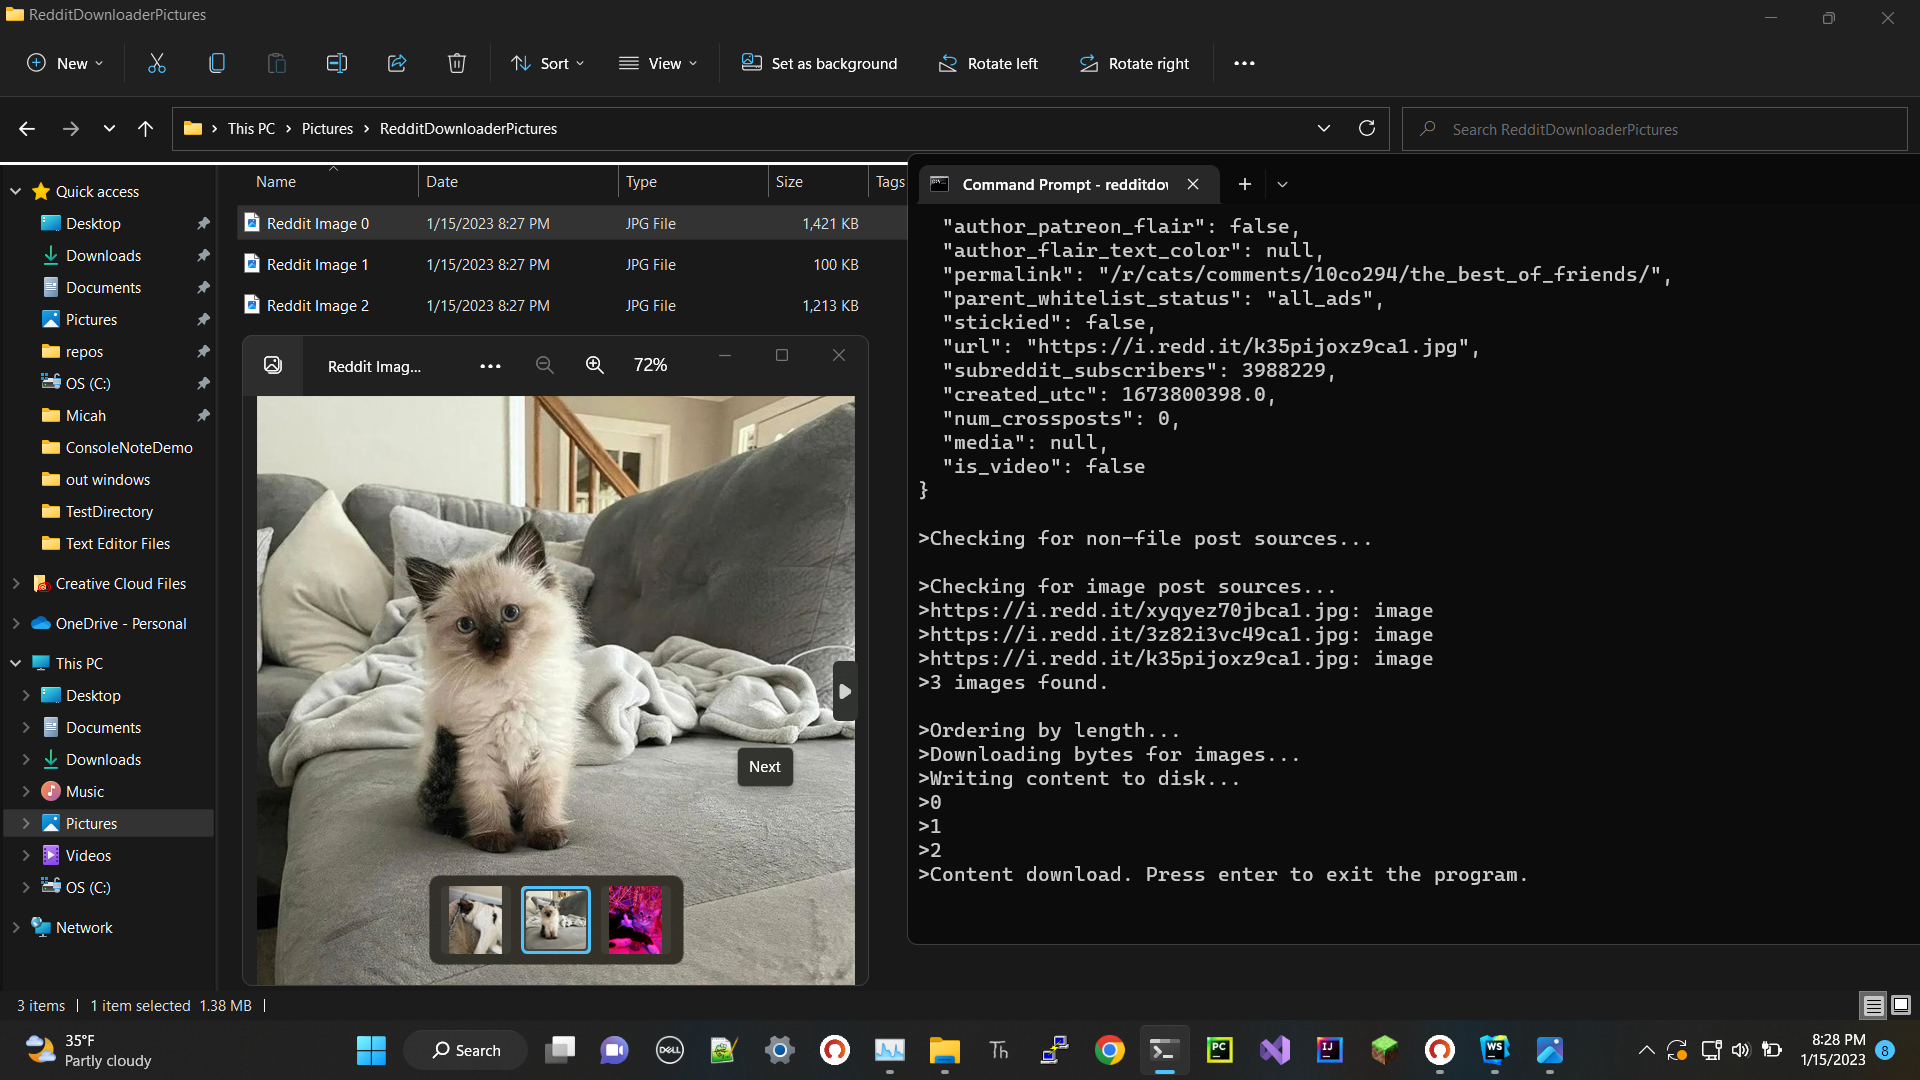 RedditDownloaderPictures
New
Sort
View
Set as background
Rotate left
Rotate right
This PC
Pictures
RedditDownloaderPictures
Search RedditDownloaderPictures
Quick access
Desktop
Downloads
Documents
Pictures
repos
OS (C:)
Micah
ConsoleNoteDemo
out windows
TestDirectory
Text Editor Files
Creative Cloud Files
OneDrive - Personal
This PC
Desktop
Documents
Downloads
Music
Pictures
Videos
OS (C:)
Network
Name Date Type Size Tags
Reddit Image 0 1/15/2023 8:27 PM JPG File 1,421 KB
Reddit Image 1 1/15/2023 8:27 PM JPG File 100 KB
Reddit Image 2 1/15/2023 8:27 PM JPG File 1,213 KB
Reddit Imag... ••• 72%
Next
Command Prompt - redditdov
"author_patreon_flair": false,
"author_flair_text_color": null,
"permalink": "/r/cats/comments/10co294/the_best_of_friends/",
"parent_whitelist_status": "all_ads",
"stickied": false,
"url": "https://i.redd.it/k35pijoxz9ca1.jpg",
"subreddit_subscribers": 3988229,
"created_utc": 1673800398.0,
"num_crossposts": 0,
"media": null,
"is_video": false
}
>Checking for non-file post sources...
>Checking for image post sources...
>https://i.redd.it/xyqyez70jbca1.jpg: image
>https://i.redd.it/3z82i3vc49ca1.jpg: image
>https://i.redd.it/k35pijoxz9ca1.jpg: image
>3 images found.
>Ordering by length...
>Downloading bytes for images...
>Writing content to disk...
>0
>1
>2
>Content download. Press enter to exit the program.
3 items | 1 item selected 1.38 MB |
35°F
Partly cloudy
Search
DELL
Th
PC
IJ
WS
8:28 PM
1/15/2023
8